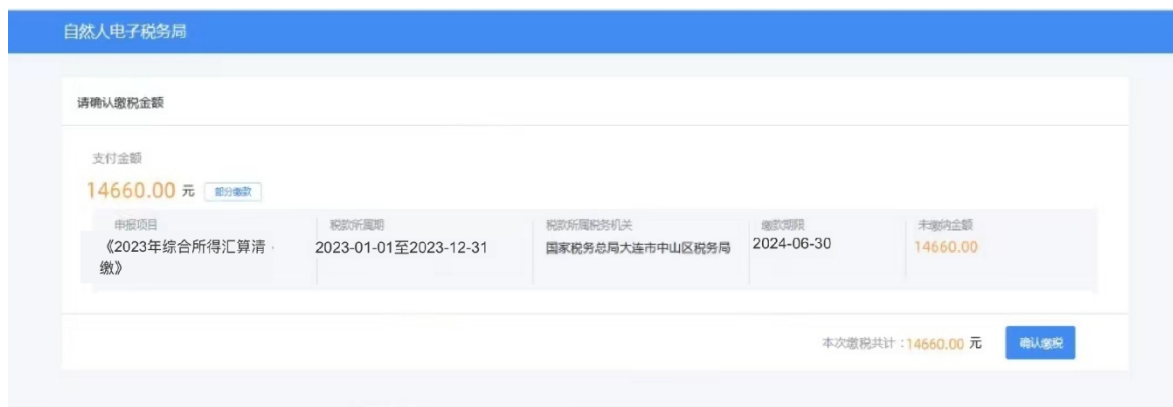 自然人电子税务局
请确认缴税金额
支付金额
14660.00 元 部分缴款
申报项目 税款所属期 税款所属税务机关 缴款期限 未缴纳金额
《2023年综合所得汇算清 2023-01-01至2023-12-31 国家税务总局大连市中山区税务局 2024-06-30 14660.00
缴》
本次缴税共计：14660.00 元 确认缴税